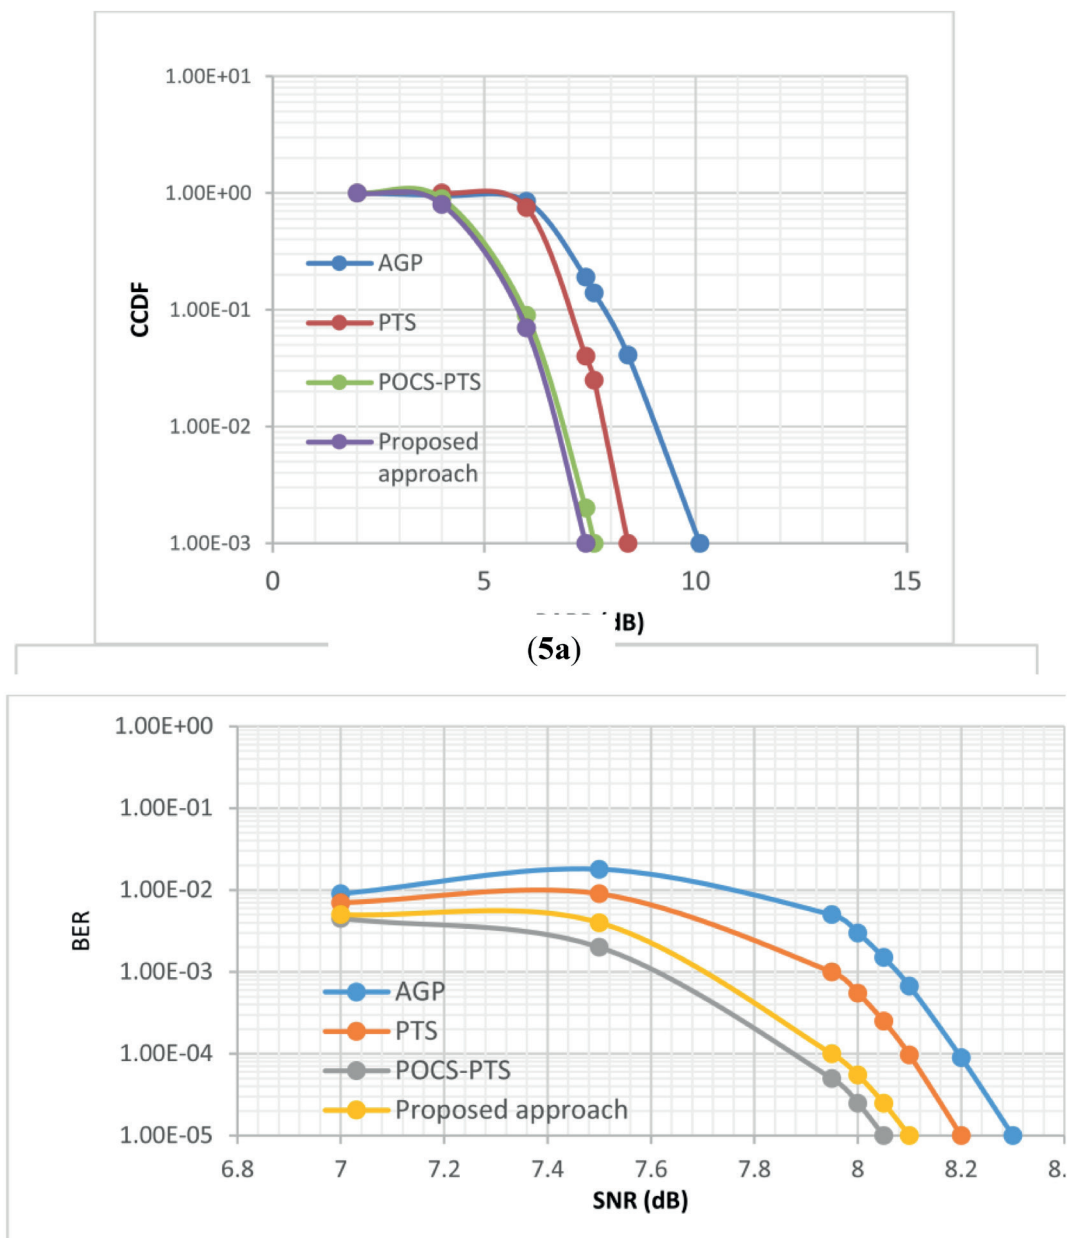 1.00E+01
1.00E+00
1.00E-01
1.00E-02
1.00E-03
CCDF
AGP
PTS
POCS-PTS
Proposed
approach
0 5 10 15
(dB)
(5a)
1.00E+00
1.00E-01
1.00E-02
1.00E-03
1.00E-04
1.00E-05
BER
AGP
PTS
POCS-PTS
Proposed approach
6.8 7 7.2 7.4 7.6 7.8 8 8.2 8.
SNR (dB)